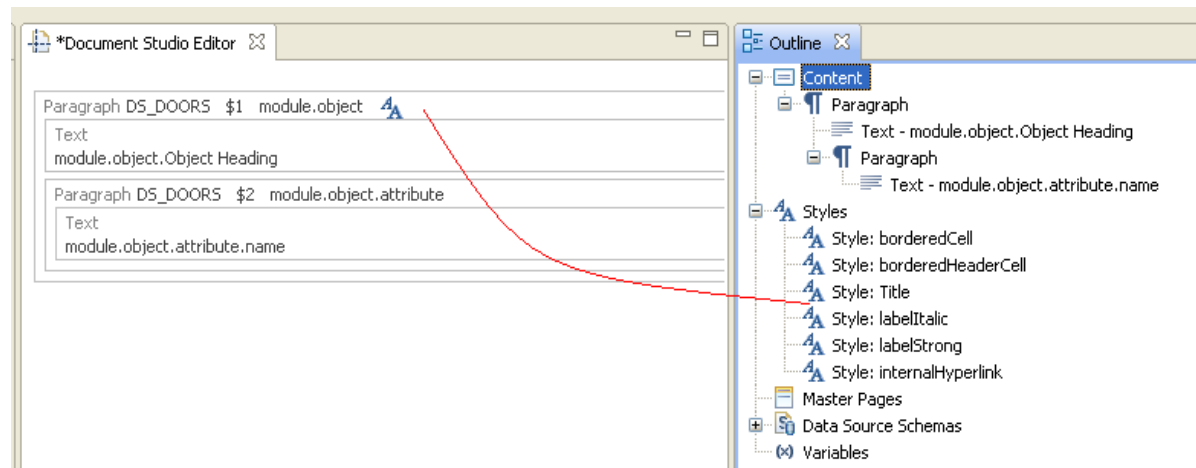 *Document Studio Editor
Paragraph DS_DOORS $1 module.object
Text
module.object.Object Heading
Paragraph DS_DOORS $2 module.object.attribute
Text
module.object.attribute.name
Outline
Content
Paragraph
Text - module.object.Object Heading
Paragraph
Text - module.object.attribute.name
Styles
Style: borderedCell
Style: borderedHeaderCell
Style: Title
Style: labelItalic
Style: labelStrong
Style: internalHyperlink
Master Pages
Data Source Schemas
(x) Variables